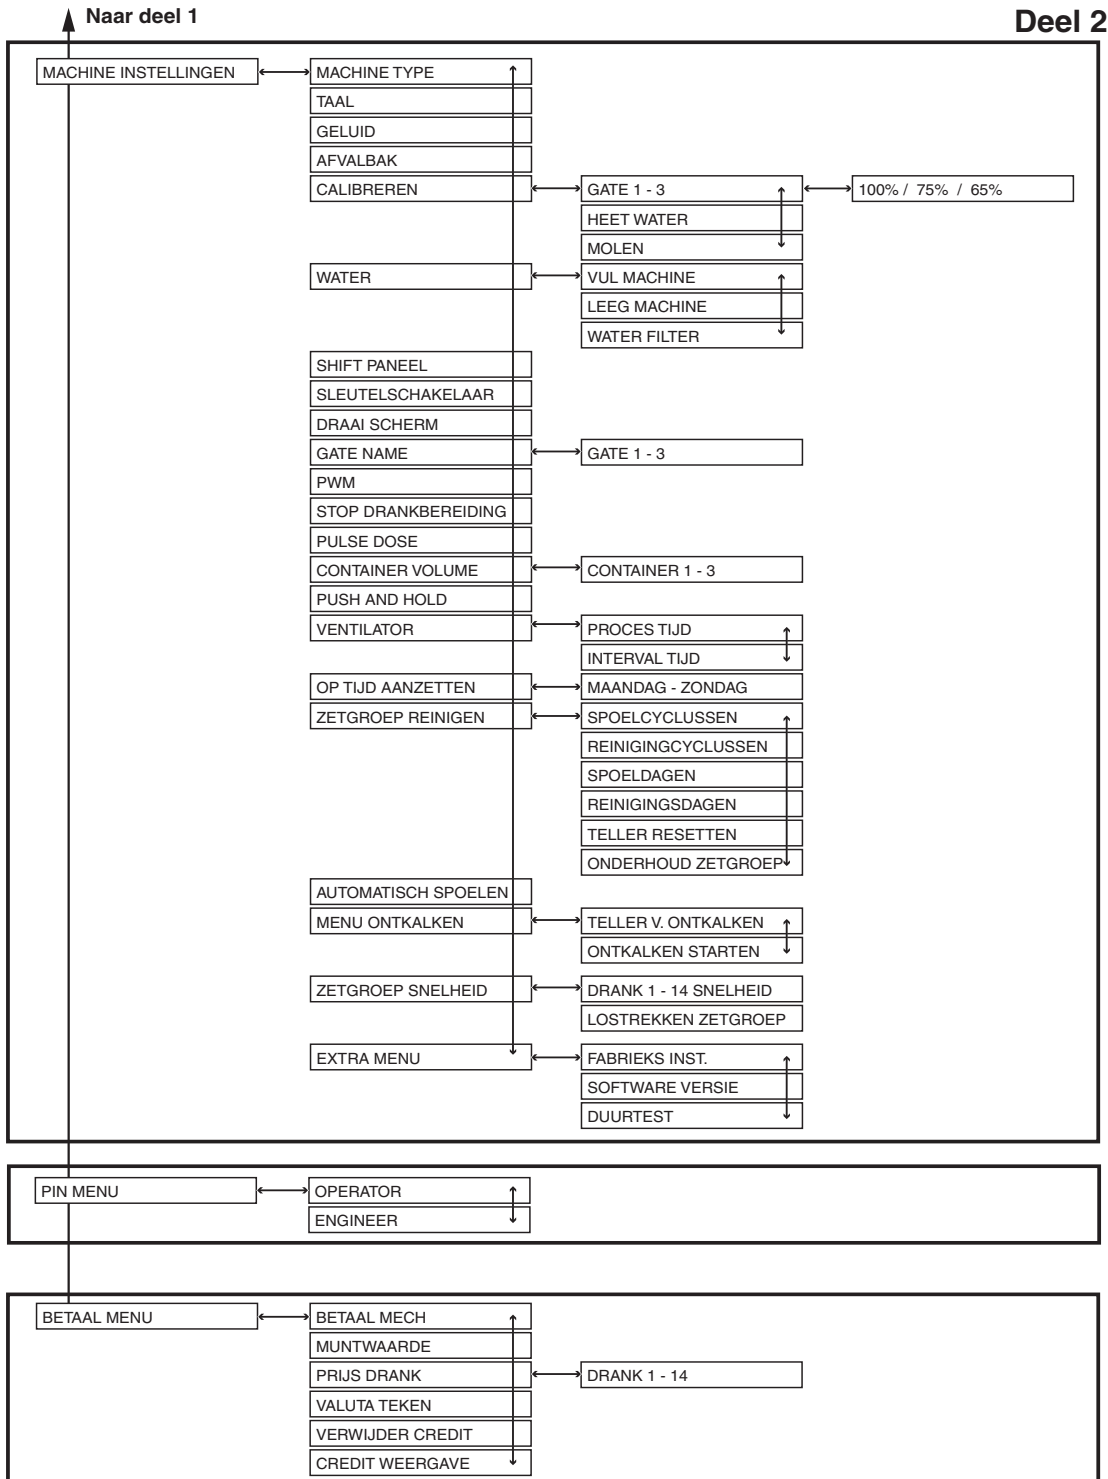 Naar deel 1
Deel 2
MACHINE INSTELLINGEN
MACHINE TYPE
TAAL
GELUID
AFVALBAK
CALIBREREN
GATE 1 - 3
100% / 75% / 65%
HEET WATER
MOLEN
WATER
VUL MACHINE
LEEG MACHINE
WATER FILTER
SHIFT PANEEL
SLEUTELSCHAKELAAR
DRAAI SCHERM
GATE NAME
GATE 1 - 3
PWM
STOP DRANKBEREIDING
PULSE DOSE
CONTAINER VOLUME
CONTAINER 1 - 3
PUSH AND HOLD
VENTILATOR
PROCES TIJD
INTERVAL TIJD
OP TIJD AANZETTEN
MAANDAG - ZONDAG
ZETGROEP REINIGEN
SPOELCYCLUSSEN
REINIGINGCYCLUSSEN
SPOELDAGEN
REINIGINGSDAGEN
TELLER RESETTEN
ONDERHOUD ZETGROEP
AUTOMATISCH SPOELEN
MENU ONTKALKEN
TELLER V. ONTKALKEN
ONTKALKEN STARTEN
ZETGROEP SNELHEID
DRANK 1 - 14 SNELHEID
LOSTREKKEN ZETGROEP
EXTRA MENU
FABRIEKS INST.
SOFTWARE VERSIE
DUURTEST
PIN MENU
OPERATOR
ENGINEER
BETAAL MENU
BETAAL MECH
MUNTWAARDE
PRIJS DRANK
DRANK 1 - 14
VALUTA TEKEN
VERWIJDER CREDIT
CREDIT WEERGAVE